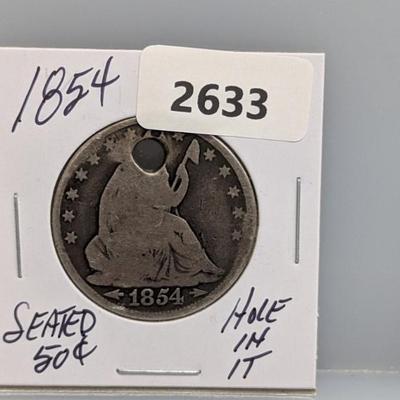 1854
2633
1854
SEATED
50¢
HOLE
IN
IT